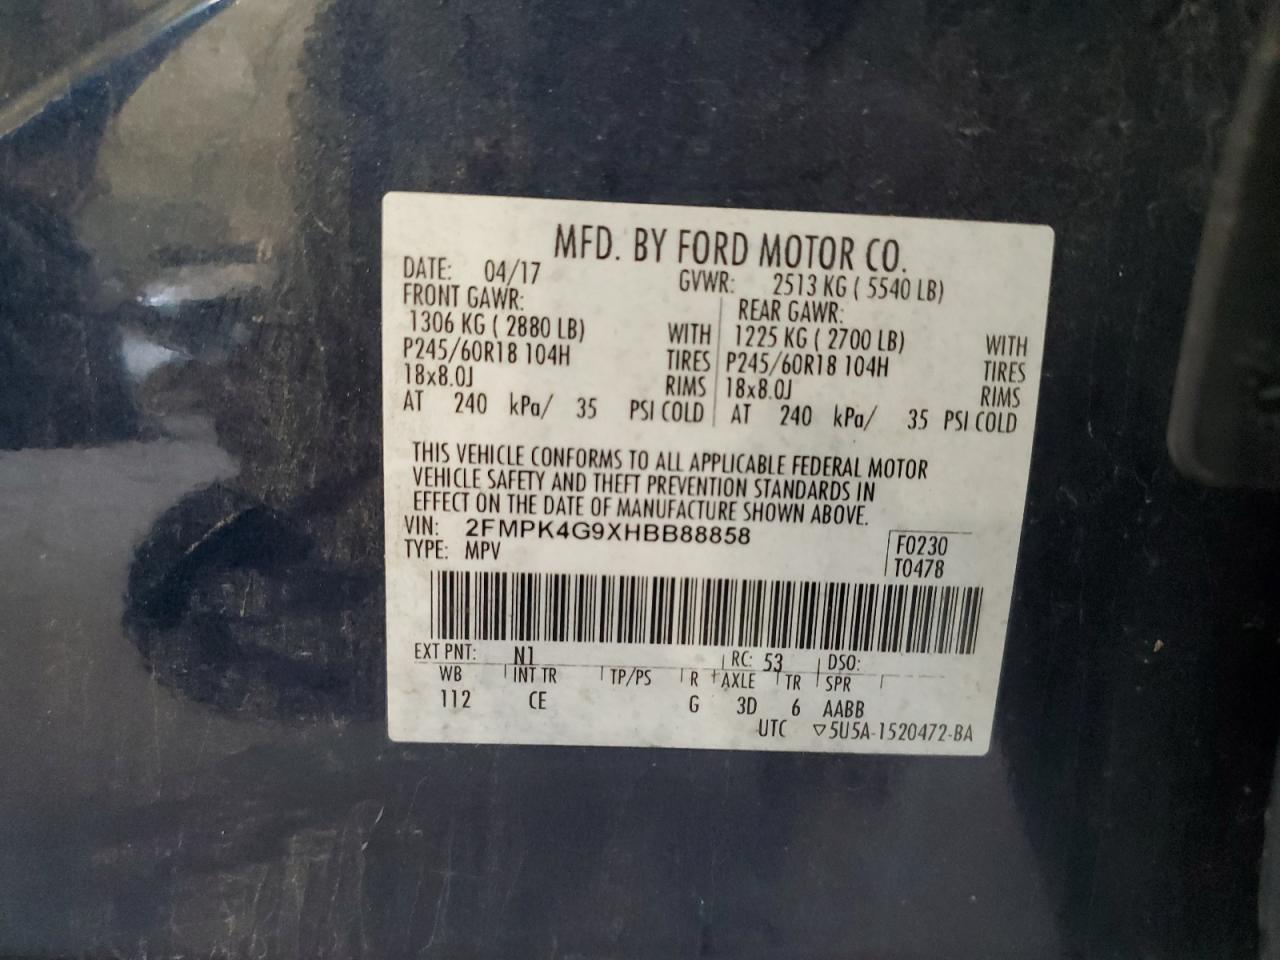 MFD. BY FORD MOTOR CO.
DATE: 04/17 GVWR: 2513 KG ( 5540 LB)
FRONT GAWR: REAR GAWR:
1306 KG ( 2880 LB) WITH 1225 KG ( 2700 LB) WITH
P245/60R18 104H TIRES P245/60R18 104H TIRES
18x8.0J RIMS 18x8.0J RIMS
AT 240 kPa/ 35 PSI COLD AT 240 kPa/ 35 PSI COLD
THIS VEHICLE CONFORMS TO ALL APPLICABLE FEDERAL MOTOR
VEHICLE SAFETY AND THEFT PREVENTION STANDARDS IN
EFFECT ON THE DATE OF MANUFACTURE SHOWN ABOVE.
VIN: 2FMPK4G9XHBB88858
TYPE: MPV
F0230
T0478
EXT PNT: N1 RC: 53 DSO:
WB INT TR TP/PS R AXLE TR SPR
112 CE G 3D 6 AABB
UTC ▽5U5A-1520472-BA